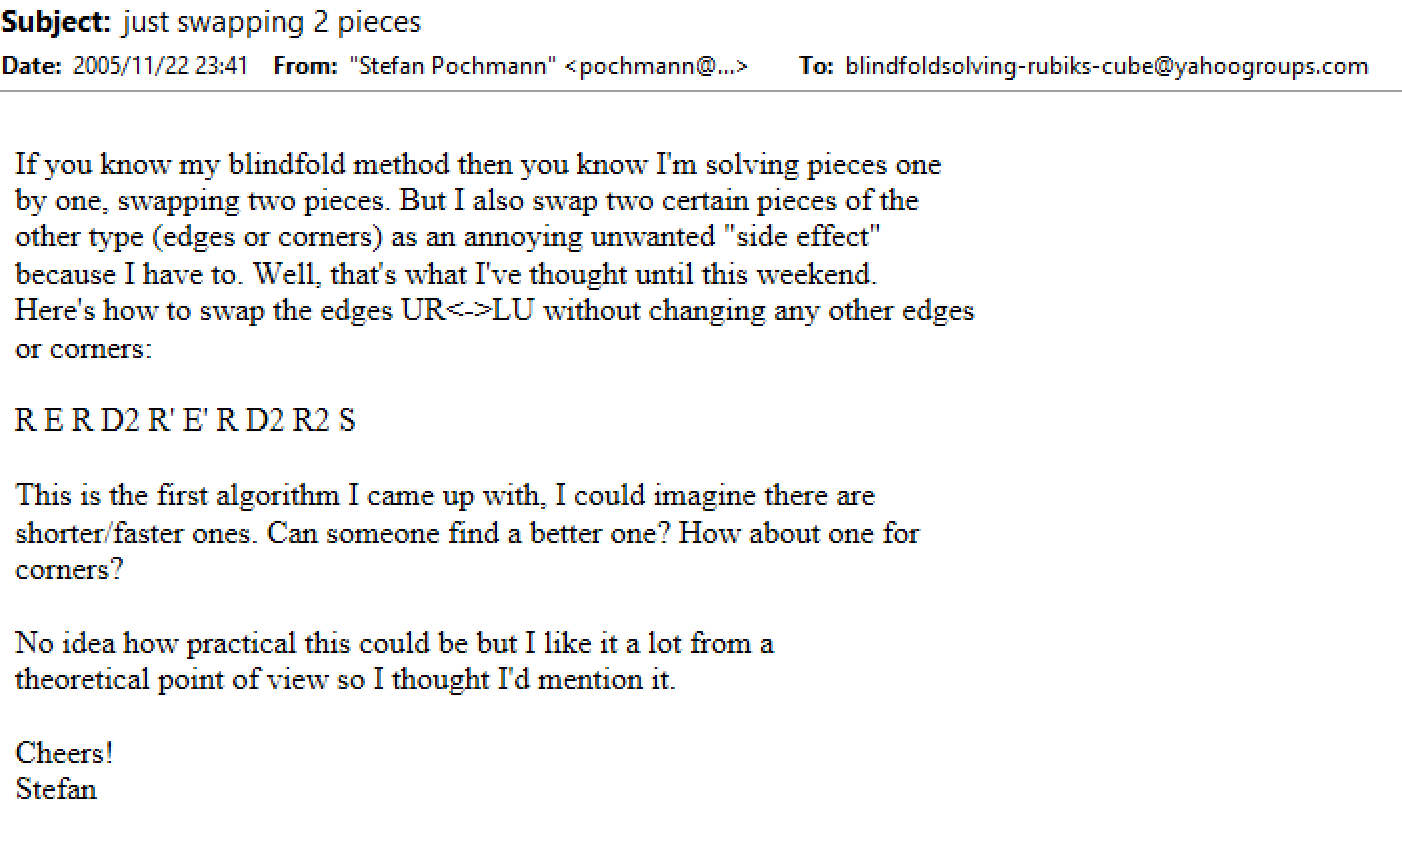 Subject: just swapping 2 pieces
Date: 2005/11/22 23:41 From: "Stefan Pochmann" <pochmann@...> To: blindfoldsolving-rubiks-cube@yahoogroups.com
If you know my blindfold method then you know I'm solving pieces one
by one, swapping two pieces. But I also swap two certain pieces of the
other type (edges or corners) as an annoying unwanted "side effect"
because I have to. Well, that's what I've thought until this weekend.
Here's how to swap the edges UR<->LU without changing any other edges
or corners:
R E R D2 R' E' R D2 R2 S
This is the first algorithm I came up with, I could imagine there are
shorter/faster ones. Can someone find a better one? How about one for
corners?
No idea how practical this could be but I like it a lot from a
theoretical point of view so I thought I'd mention it.
Cheers!
Stefan